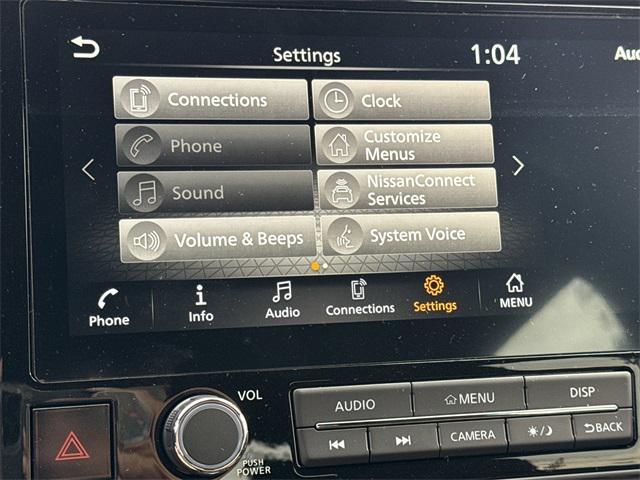 Settings 1:04 Aud
Connections Clock
Phone Customize
Menus
Sound NissanConnect
Services
Volume & Beeps System Voice
Phone Info Audio Connections Settings MENU
VOL
AUDIO MENU DISP
CAMERA BACK
PUSH
POWER